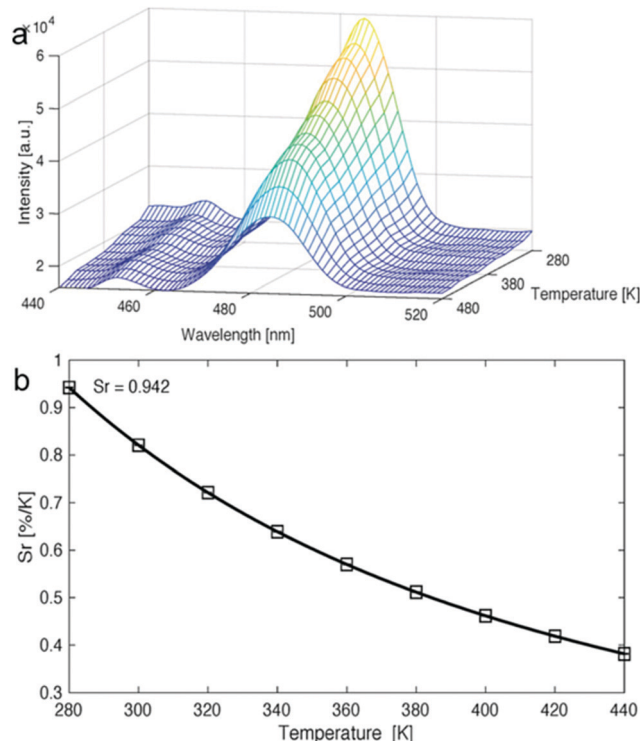 a
×10⁴
6
5
4
3
2
Intensity [a.u.]
440
460
480
500
520
Wavelength [nm]
280
380
480
Temperature [K]
b
Sr = 0.942
1
0.9
0.8
0.7
0.6
0.5
0.4
0.3
Sr [%/K]
280 300 320 340 360 380 400 420 440
Temperature [K]